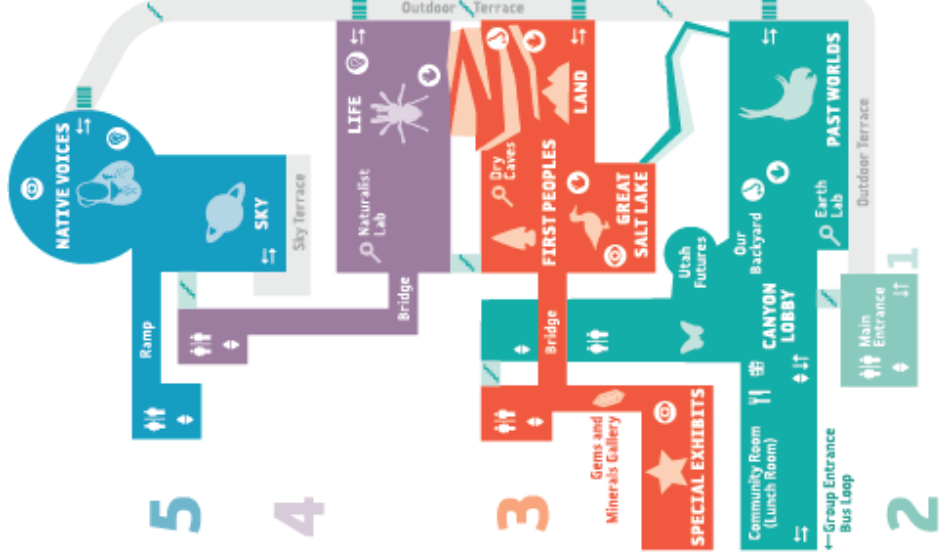 5
4
3
2
1
NATIVE VOICES
SKY
Sky Terrace
Ramp
Outdoor Terrace
LIFE
Naturalist
Lab
Bridge
LAND
Dry
Caves
FIRST PEOPLES
GREAT
SALT LAKE
Bridge
Gems and
Minerals Gallery
SPECIAL EXHIBITS
PAST WORLDS
Outdoor Terrace
Earth
Lab
Our
Backyard
Utah
Futures
CANYON
LOBBY
Main
Entrance
Community Room
(Lunch Room)
←Group Entrance
Bus Loop